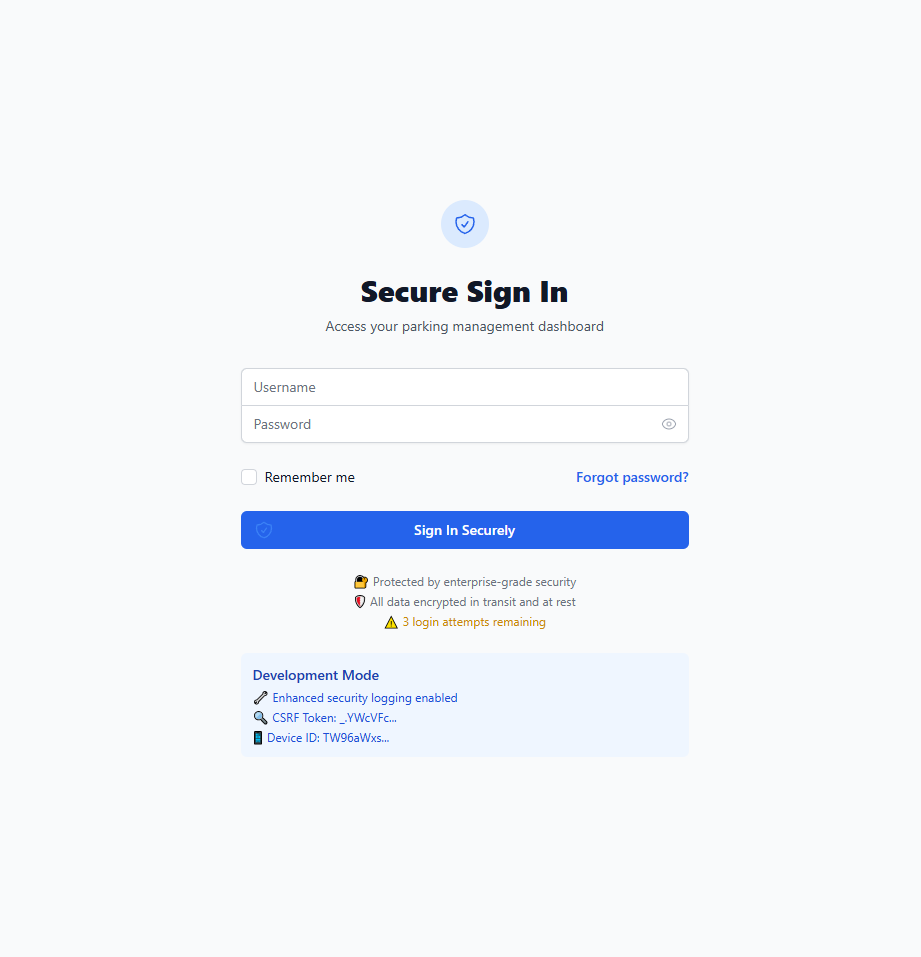 Secure Sign In
Access your parking management dashboard
Username
Password
Remember me
Forgot password?
Sign In Securely
🔐 Protected by enterprise-grade security
🛡️ All data encrypted in transit and at rest
⚠️ 3 login attempts remaining
Development Mode
🔧 Enhanced security logging enabled
🔍 CSRF Token: _.YWcVFc...
📱 Device ID: TW96aWxs...